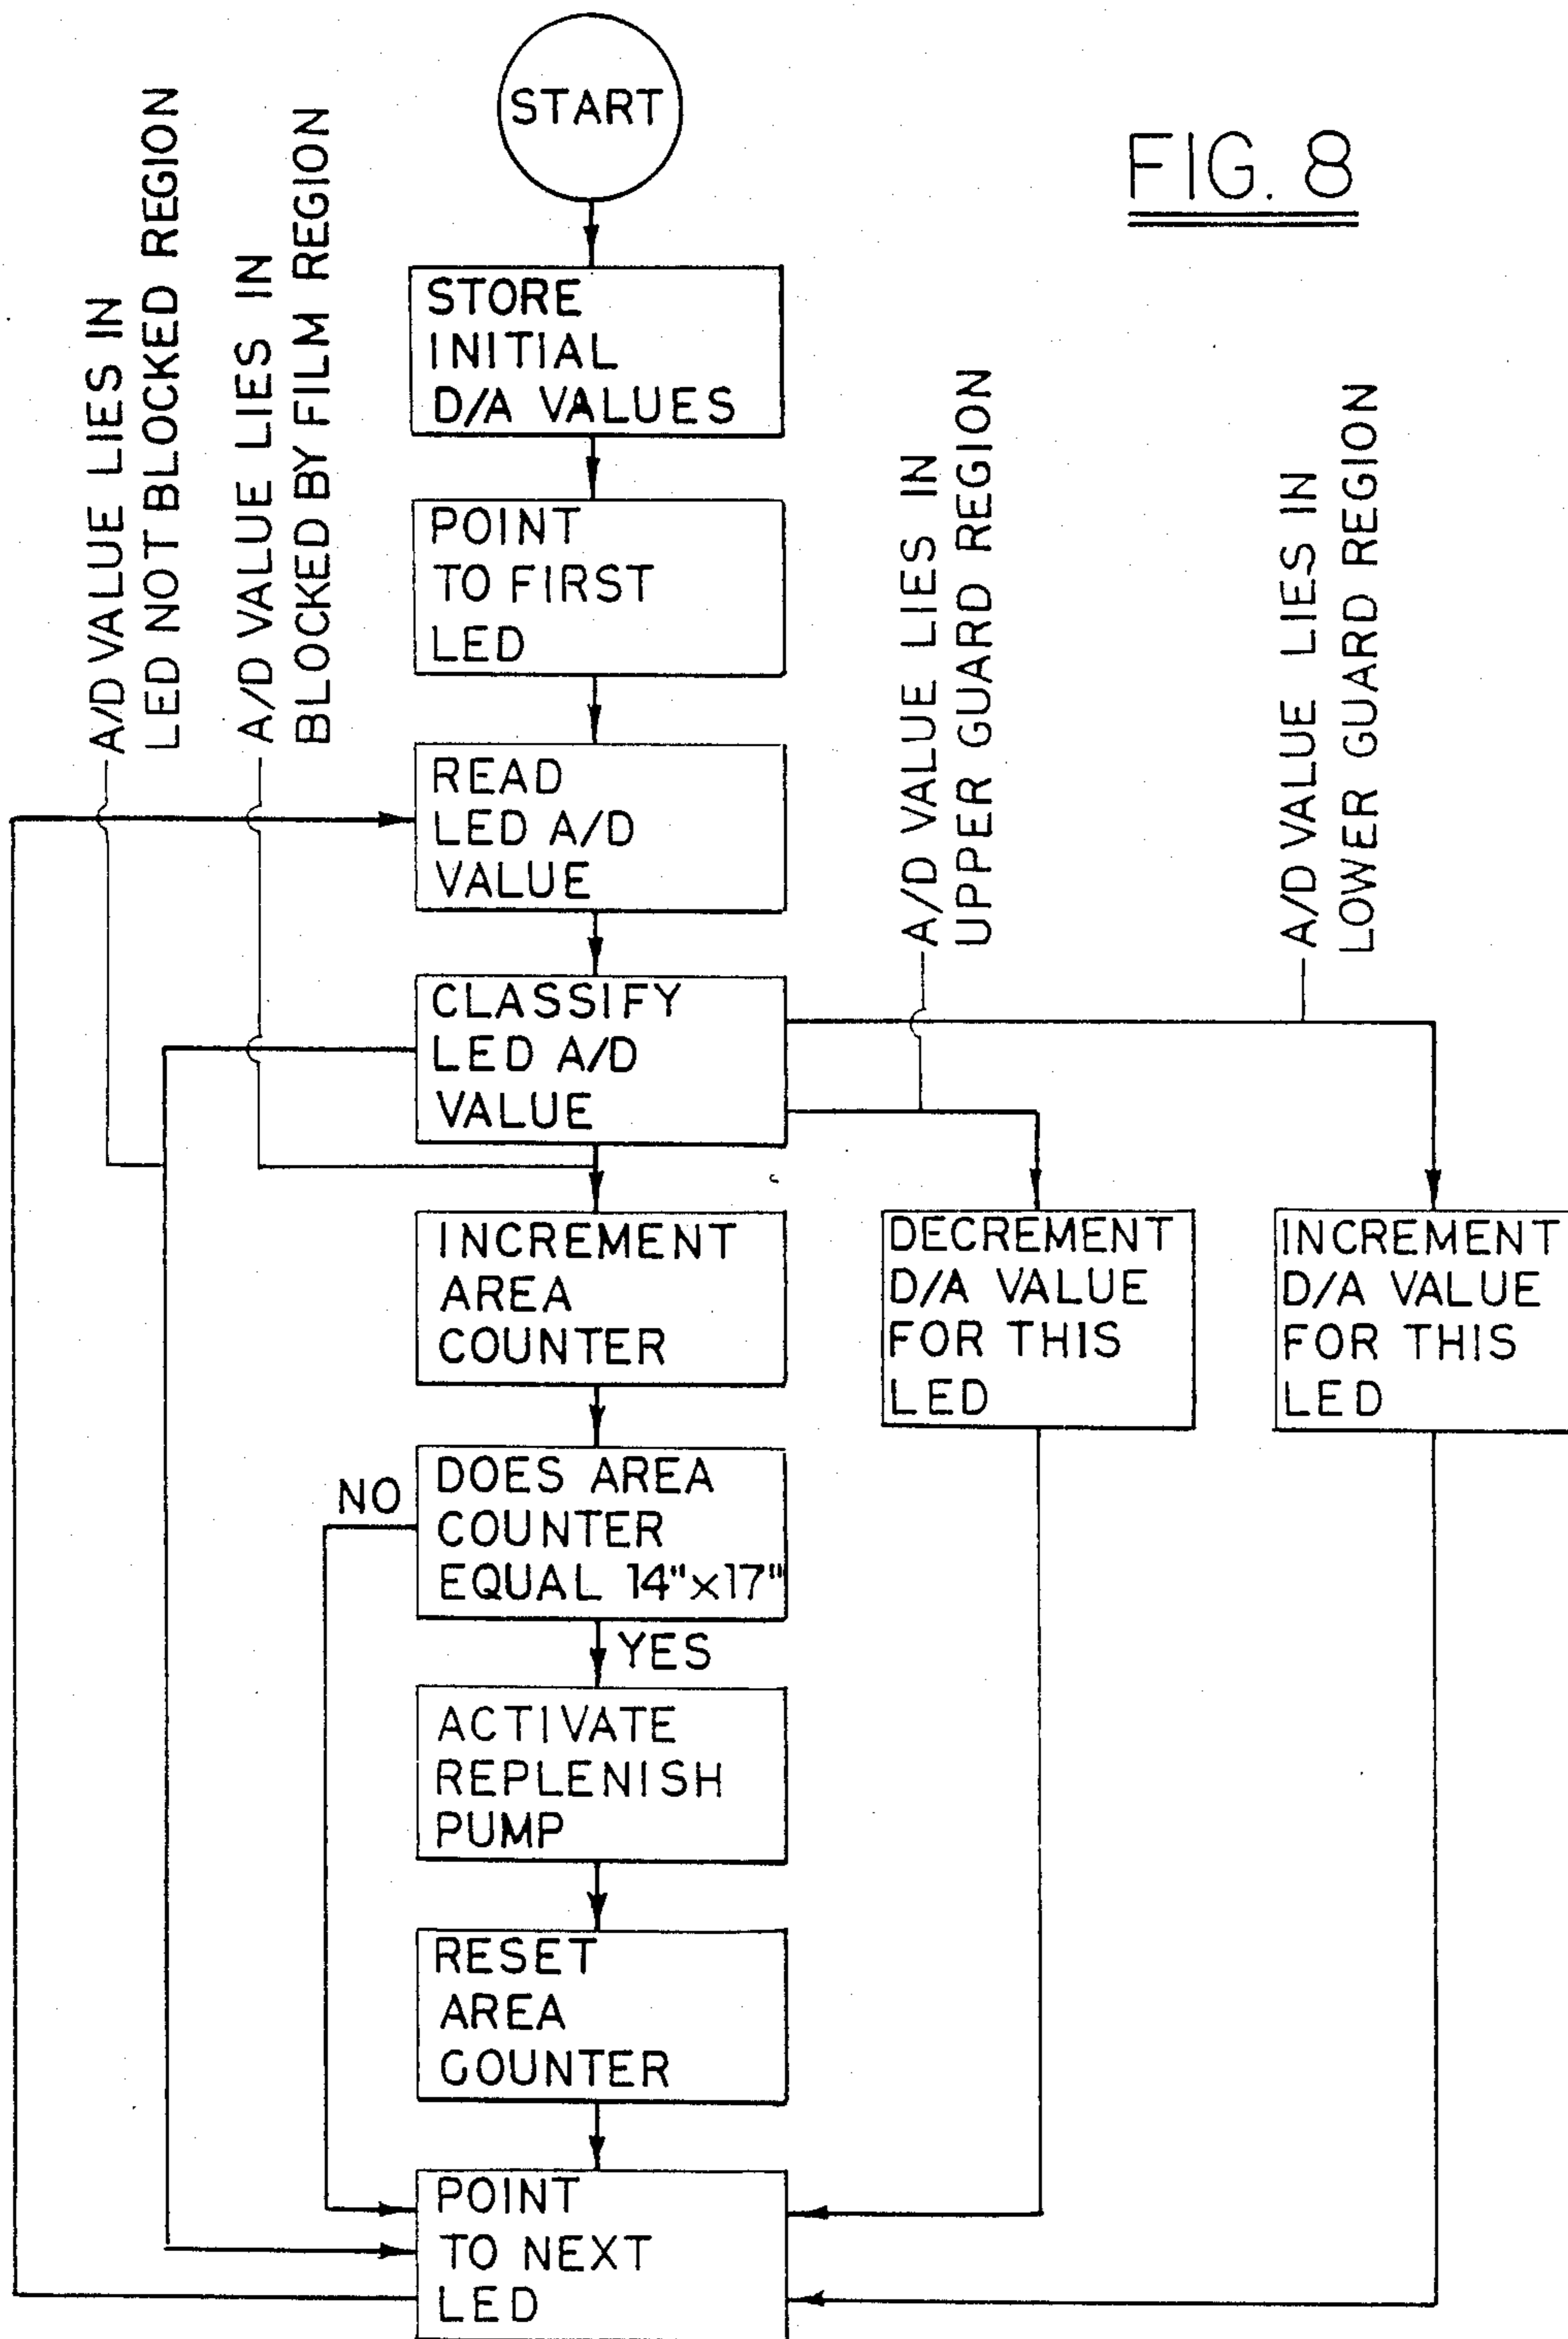 START
FIG. 8
A/D VALUE LIES IN
LED NOT BLOCKED REGION
A/D VALUE LIES IN
BLOCKED BY FILM REGION
STORE
INITIAL
D/A VALUES
POINT
TO FIRST
LED
READ
LED A/D
VALUE
A/D VALUE LIES IN
UPPER GUARD REGION
A/D VALUE LIES IN
LOWER GUARD REGION
CLASSIFY
LED A/D
VALUE
INCREMENT
AREA
COUNTER
DECREMENT
D/A VALUE
FOR THIS
LED
INCREMENT
D/A VALUE
FOR THIS
LED
NO
DOES AREA
COUNTER
EQUAL 14"x17"
YES
ACTIVATE
REPLENISH
PUMP
RESET
AREA
COUNTER
POINT
TO NEXT
LED